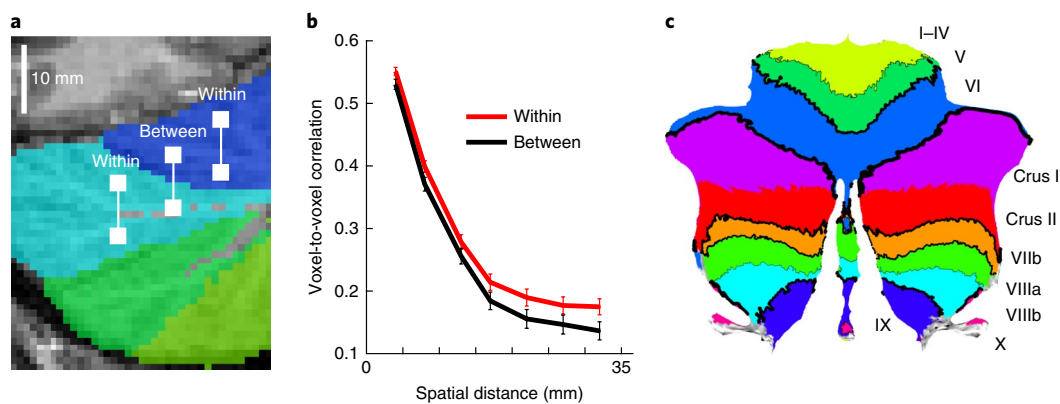 a
10 mm
Within
Between
Within
b
0.6
0.5
0.4
0.3
0.2
0.1
Voxel-to-voxel correlation
Within
Between
0
35
Spatial distance (mm)
c
I–IV
V
VI
Crus I
Crus II
VIIb
VIIIa
VIIIb
IX
X